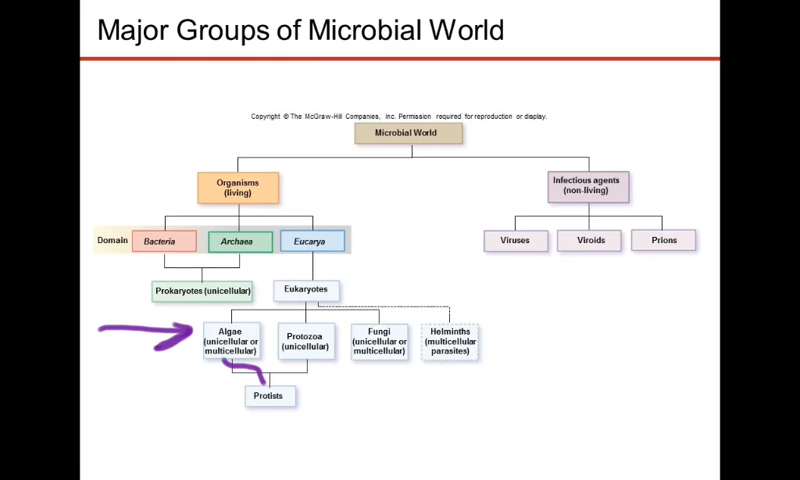 Major Groups of Microbial World
Copyright © The McGraw-Hill Companies, Inc. Permission required for reproduction or display.
Microbial World
Organisms
(living)
Infectious agents
(non-living)
Domain
Bacteria
Archaea
Eucarya
Viruses
Viroids
Prions
Prokaryotes (unicellular)
Eukaryotes
Algae
(unicellular or
multicellular)
Protozoa
(unicellular)
Fungi
(unicellular or
multicellular)
Helminths
(multicellular
parasites)
Protists